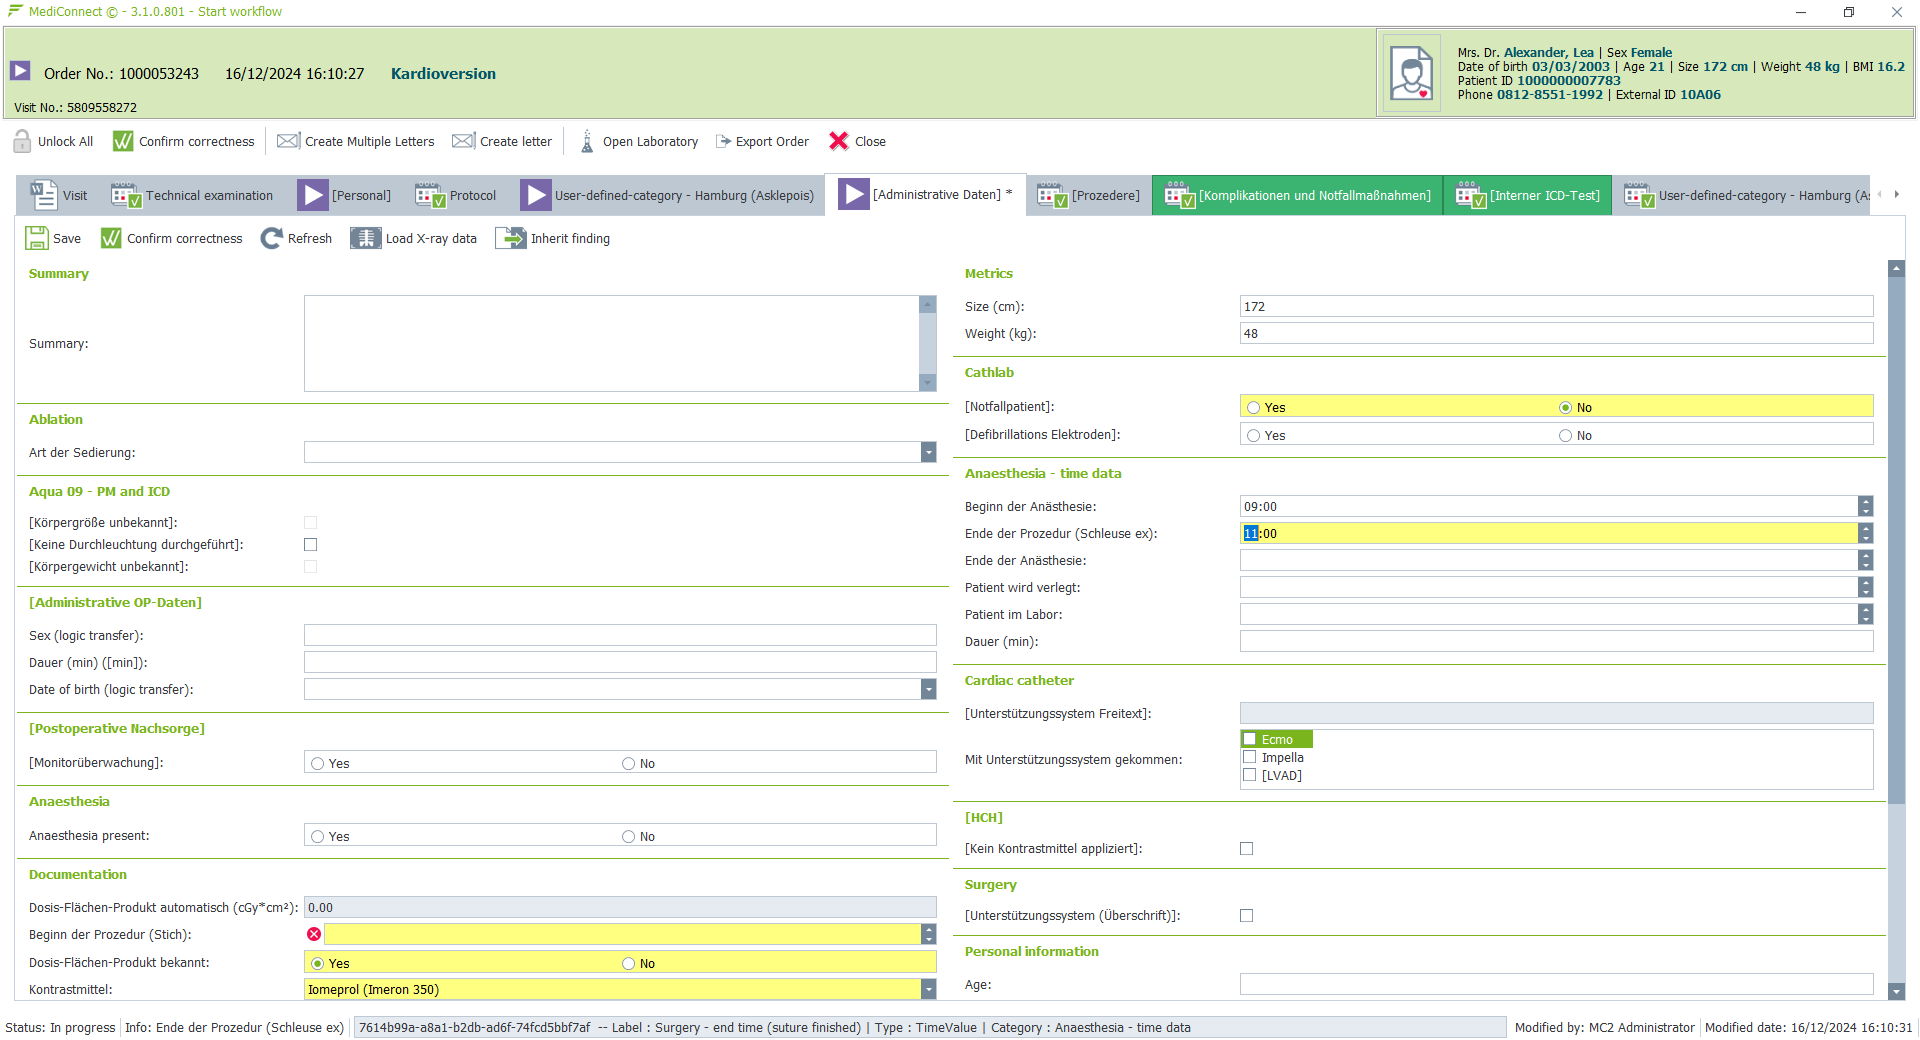 MediConnect © - 3.1.0.801 - Start workflow
Order No.: 1000053243 16/12/2024 16:10:27 Kardioversion
Visit No.: 5809558272
Mrs. Dr. Alexander, Lea | Sex Female
Date of birth 03/03/2003 | Age 21 | Size 172 cm | Weight 48 kg | BMI 16.2
Patient ID 1000000007783
Phone 0812-8551-1992 | External ID 10A06
Unlock All Confirm correctness Create Multiple Letters Create letter Open Laboratory Export Order Close
Visit Technical examination [Personal] Protocol User-defined-category - Hamburg (Asklepois) [Administrative Daten] * [Prozedere] [Komplikationen und Notfallmaßnahmen] [Interner ICD-Test] User-defined-category - Hamburg (As
Save Confirm correctness Refresh Load X-ray data Inherit finding
Summary
Summary:
Ablation
Art der Sedierung:
Aqua 09 - PM and ICD
[Körpergröße unbekannt]:
[Keine Durchleuchtung durchgeführt]:
[Körpergewicht unbekannt]:
[Administrative OP-Daten]
Sex (logic transfer):
Dauer (min) ([min]):
Date of birth (logic transfer):
[Postoperative Nachsorge]
[Monitorüberwachung]: Yes No
Anaesthesia
Anaesthesia present: Yes No
Documentation
Dosis-Flächen-Produkt automatisch (cGy*cm²): 0.00
Beginn der Prozedur (Stich):
Dosis-Flächen-Produkt bekannt: Yes No
Kontrastmittel: Iomeprol (Imeron 350)
Metrics
Size (cm): 172
Weight (kg): 48
Cathlab
[Notfallpatient]: Yes No
[Defibrillations Elektroden]: Yes No
Anaesthesia - time data
Beginn der Anästhesie: 09:00
Ende der Prozedur (Schleuse ex): 11:00
Ende der Anästhesie:
Patient wird verlegt:
Patient im Labor:
Dauer (min):
Cardiac catheter
[Unterstützungssystem Freitext]:
Mit Unterstützungssystem gekommen: Ecmo
Impella
[LVAD]
[HCH]
[Kein Kontrastmittel appliziert]:
Surgery
[Unterstützungssystem (Überschrift)]:
Personal information
Age:
Status: In progress Info: Ende der Prozedur (Schleuse ex) 7614b99a-a8a1-b2db-ad6f-74fcd5bbf7af -- Label : Surgery - end time (suture finished) | Type : TimeValue | Category : Anaesthesia - time data Modified by: MC2 Administrator Modified date: 16/12/2024 16:10:31